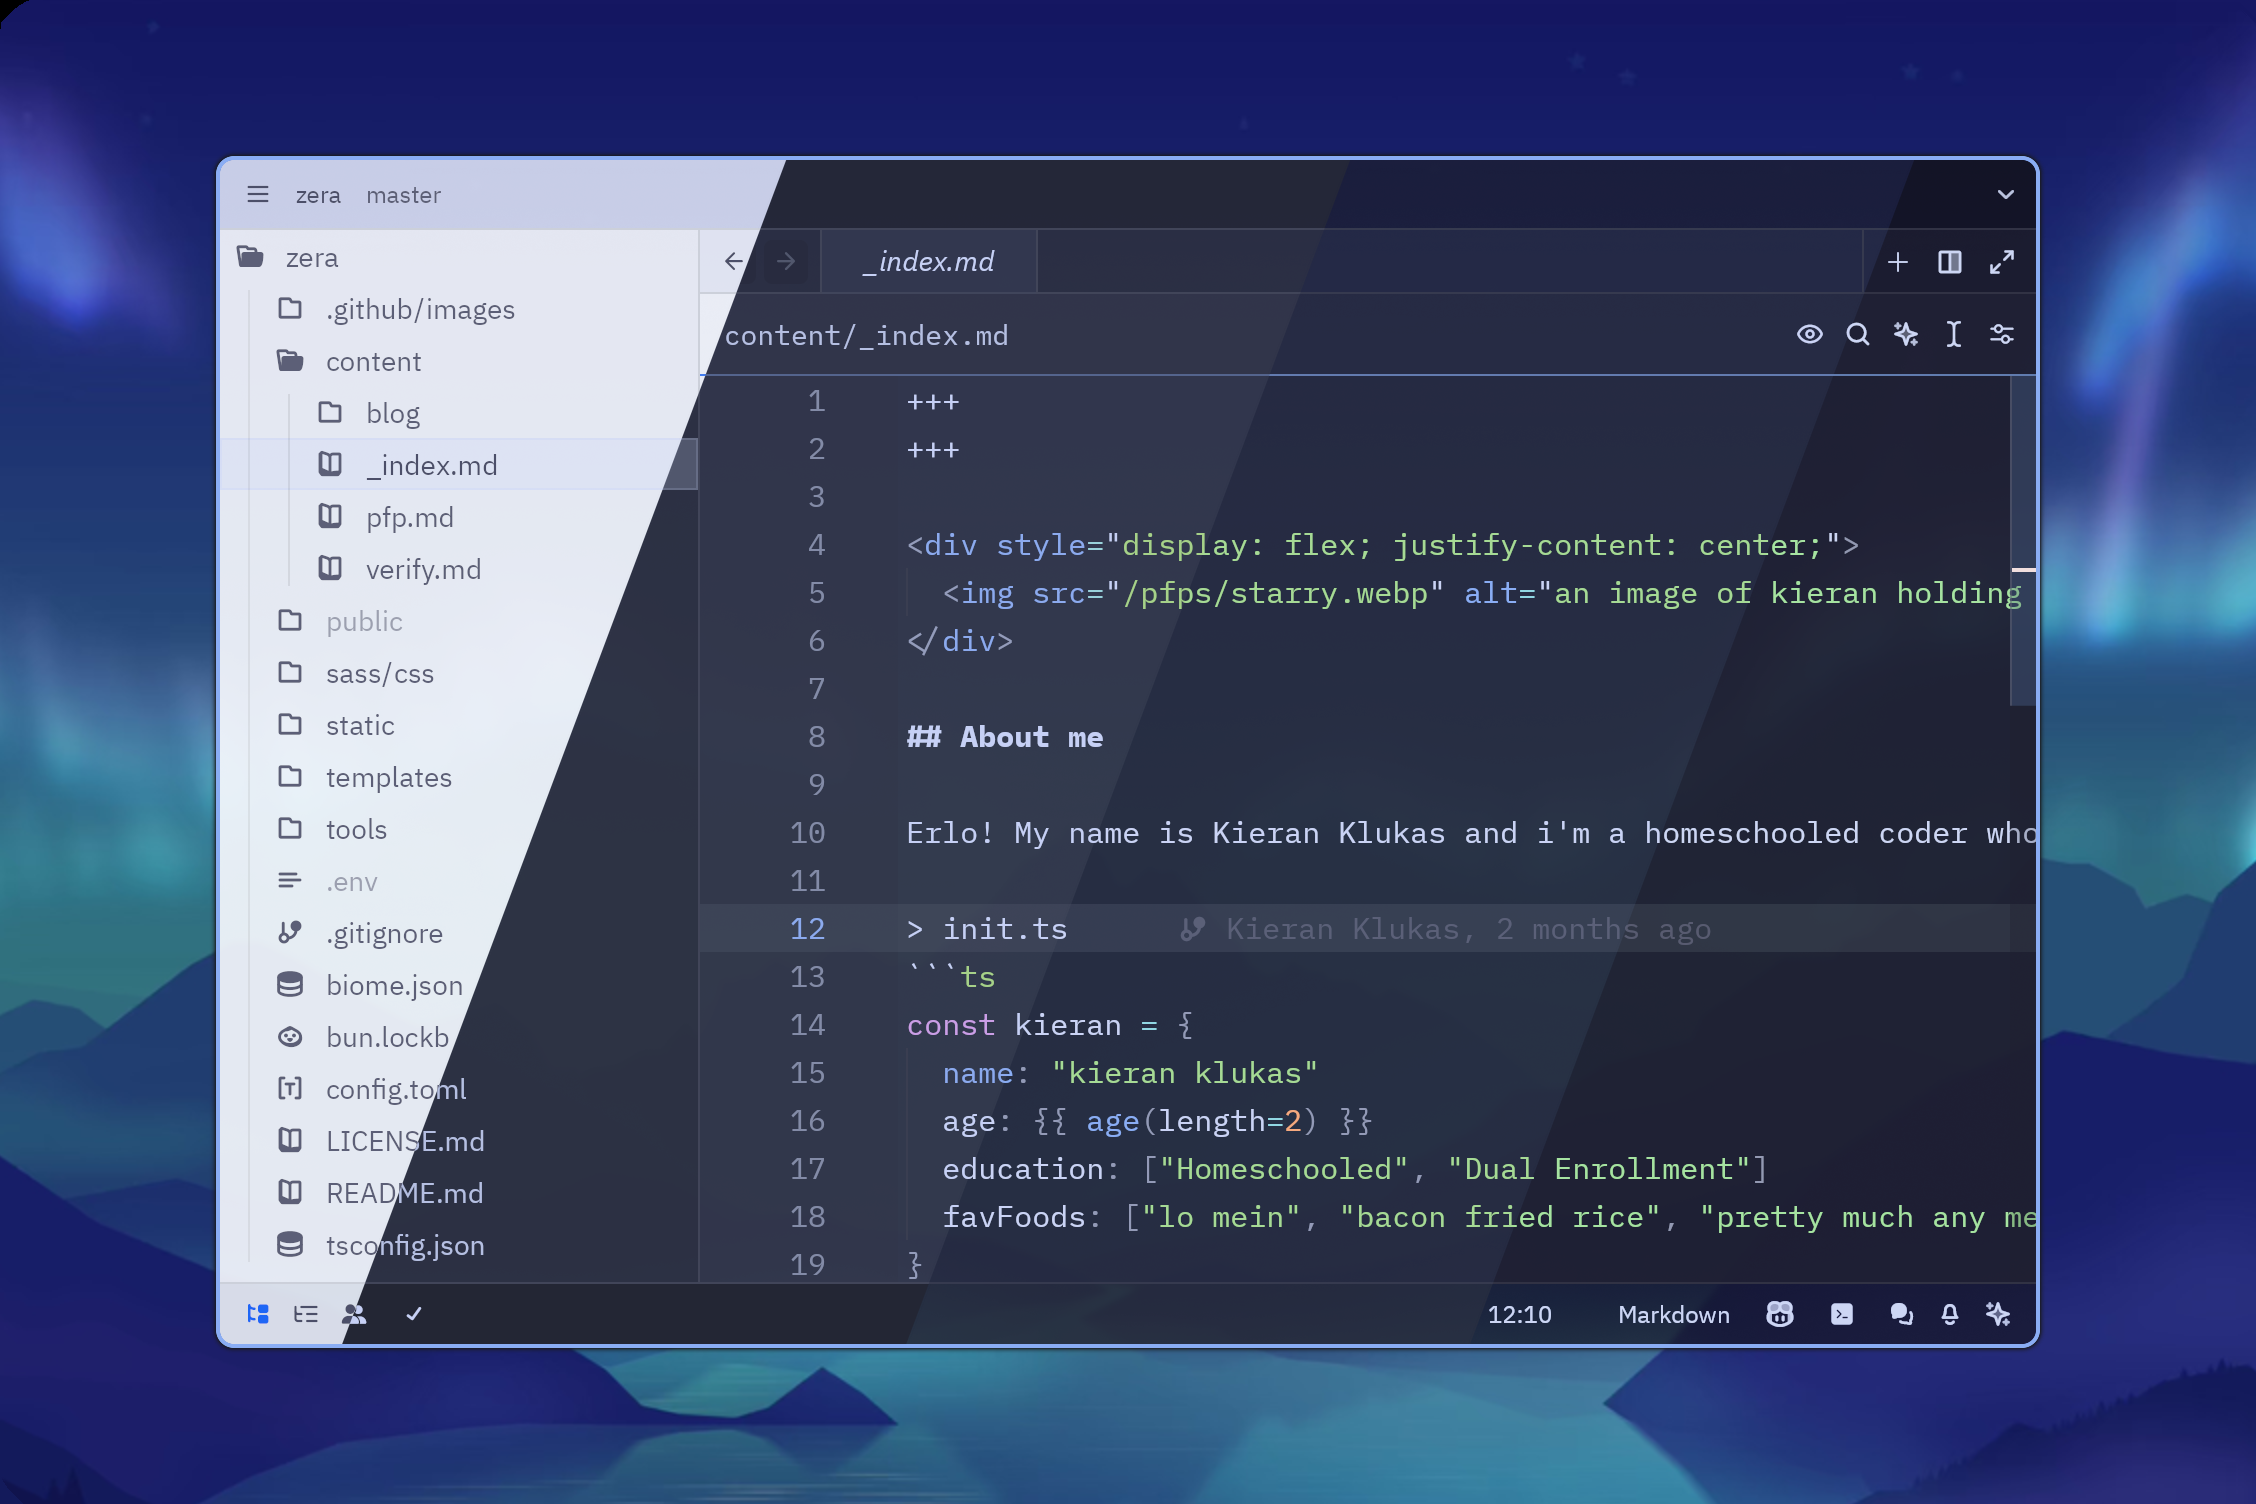 zera master
zera
.github/images
content
blog
_index.md
pfp.md
verify.md
public
sass/css
static
templates
tools
.env
.gitignore
biome.json
bun.lockb
config.toml
LICENSE.md
README.md
tsconfig.json
_index.md
content/_index.md
1 +++
2 +++
3
4 <div style="display: flex; justify-content: center;">
5 <img src="/pfps/starry.webp" alt="an image of kieran holding
6 </div>
7
8 ## About me
9
10 Erlo! My name is Kieran Klukas and i'm a homeschooled coder who
11
12 > init.ts Kieran Klukas, 2 months ago
13 ```ts
14 const kieran = {
15 name: "kieran klukas"
16 age: {{ age(length=2) }}
17 education: ["Homeschooled", "Dual Enrollment"]
18 favFoods: ["lo mein", "bacon fried rice", "pretty much any me
19 }
12:10 Markdown